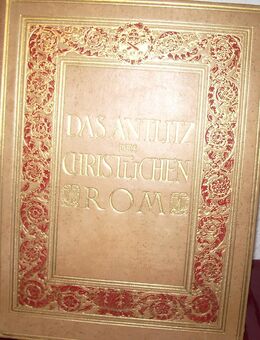 DAS ANTLITZ
DES
CHRISTLICHEN
ROM